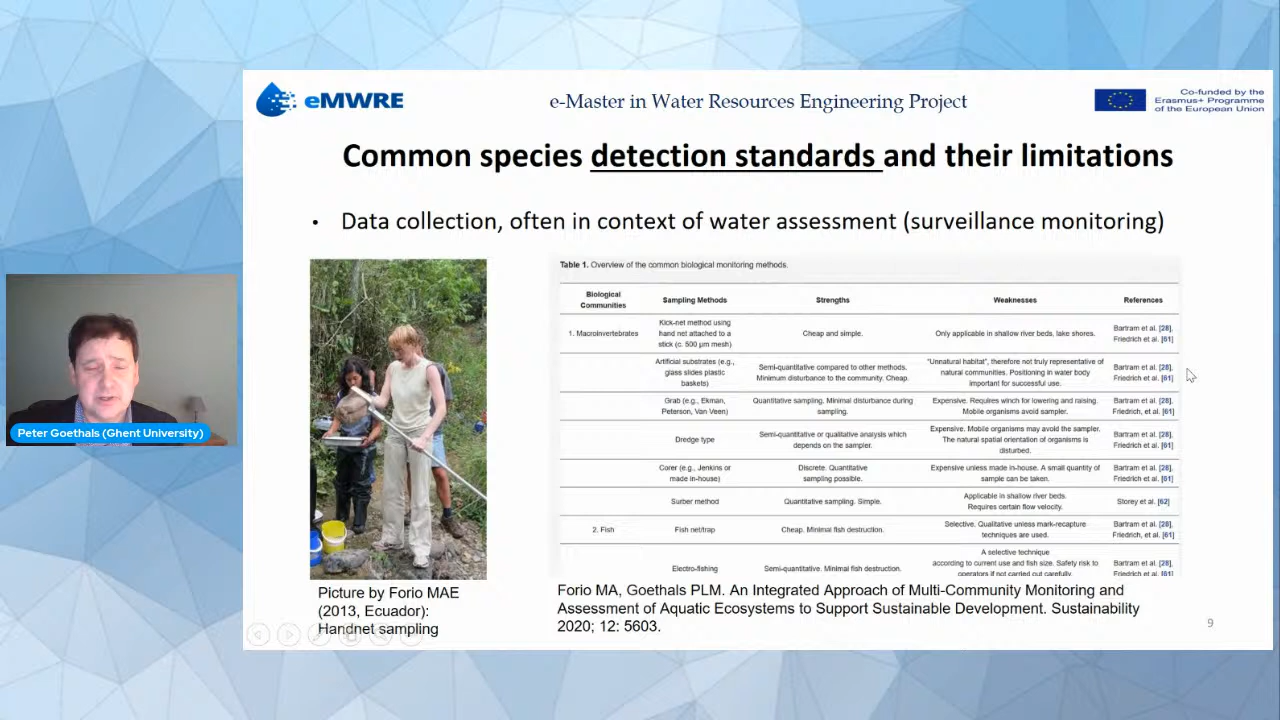 eMWRE
e-Master in Water Resources Engineering Project
Co-funded by the
Erasmus+ Programme
of the European Union
Common species detection standards and their limitations
• Data collection, often in context of water assessment (surveillance monitoring)
Table 1. Overview of the common biological monitoring methods.
Biological
Communities
Sampling Methods
Strengths
Weaknesses
References
1. Macroinvertebrates
Kick-net method using
hand net attached to a
stick (c. 500 μm mesh)
Cheap and simple.
Only applicable in shallow river beds, lake shores.
Bartram et al. [28],
Friedrich et al. [61]
Artificial substrates (e.g.,
glass slides plastic
baskets)
Semi-quantitative compared to other methods.
Minimum disturbance to the community. Cheap.
"Unnatural habitat", therefore not truly representative of
natural communities. Positioning in water body
important for successful use.
Bartram et al. [28],
Friedrich et al. [61]
Grab (e.g., Ekman,
Peterson, Van Veen)
Quantitative sampling. Minimal disturbance during
sampling.
Expensive. Requires winch for lowering and raising.
Mobile organisms avoid sampler.
Bartram et al. [28],
Friedrich, et al. [61]
Dredge type
Semi-quantitative or qualitative analysis which
depends on the sampler.
Expensive. Mobile organisms may avoid the sampler.
The natural spatial orientation of organisms is
disturbed.
Bartram et al. [28],
Friedrich et al. [61]
Corer (e.g., Jenkins or
made in-house)
Discrete. Quantitative
sampling possible.
Expensive unless made in-house. A small quantity of
sample can be taken.
Bartram et al. [28],
Friedrich et al. [61]
Surber method
Quantitative sampling. Simple.
Applicable in shallow river beds.
Requires certain flow velocity.
Storey et al. [62]
2. Fish
Fish net/trap
Cheap. Minimal fish destruction.
Selective. Qualitative unless mark-recapture
techniques are used.
Bartram et al. [28],
Friedrich, et al. [61]
Electro-fishing
Semi-quantitative. Minimal fish destruction.
A selective technique
according to current use and fish size. Safety risk to
operators if not carried out carefully.
Bartram et al. [28],
Friedrich et al. [61]
Peter Goethals (Ghent University)
Picture by Forio MAE
(2013, Ecuador):
Handnet sampling
Forio MA, Goethals PLM. An Integrated Approach of Multi-Community Monitoring and
Assessment of Aquatic Ecosystems to Support Sustainable Development. Sustainability
2020; 12: 5603.
9